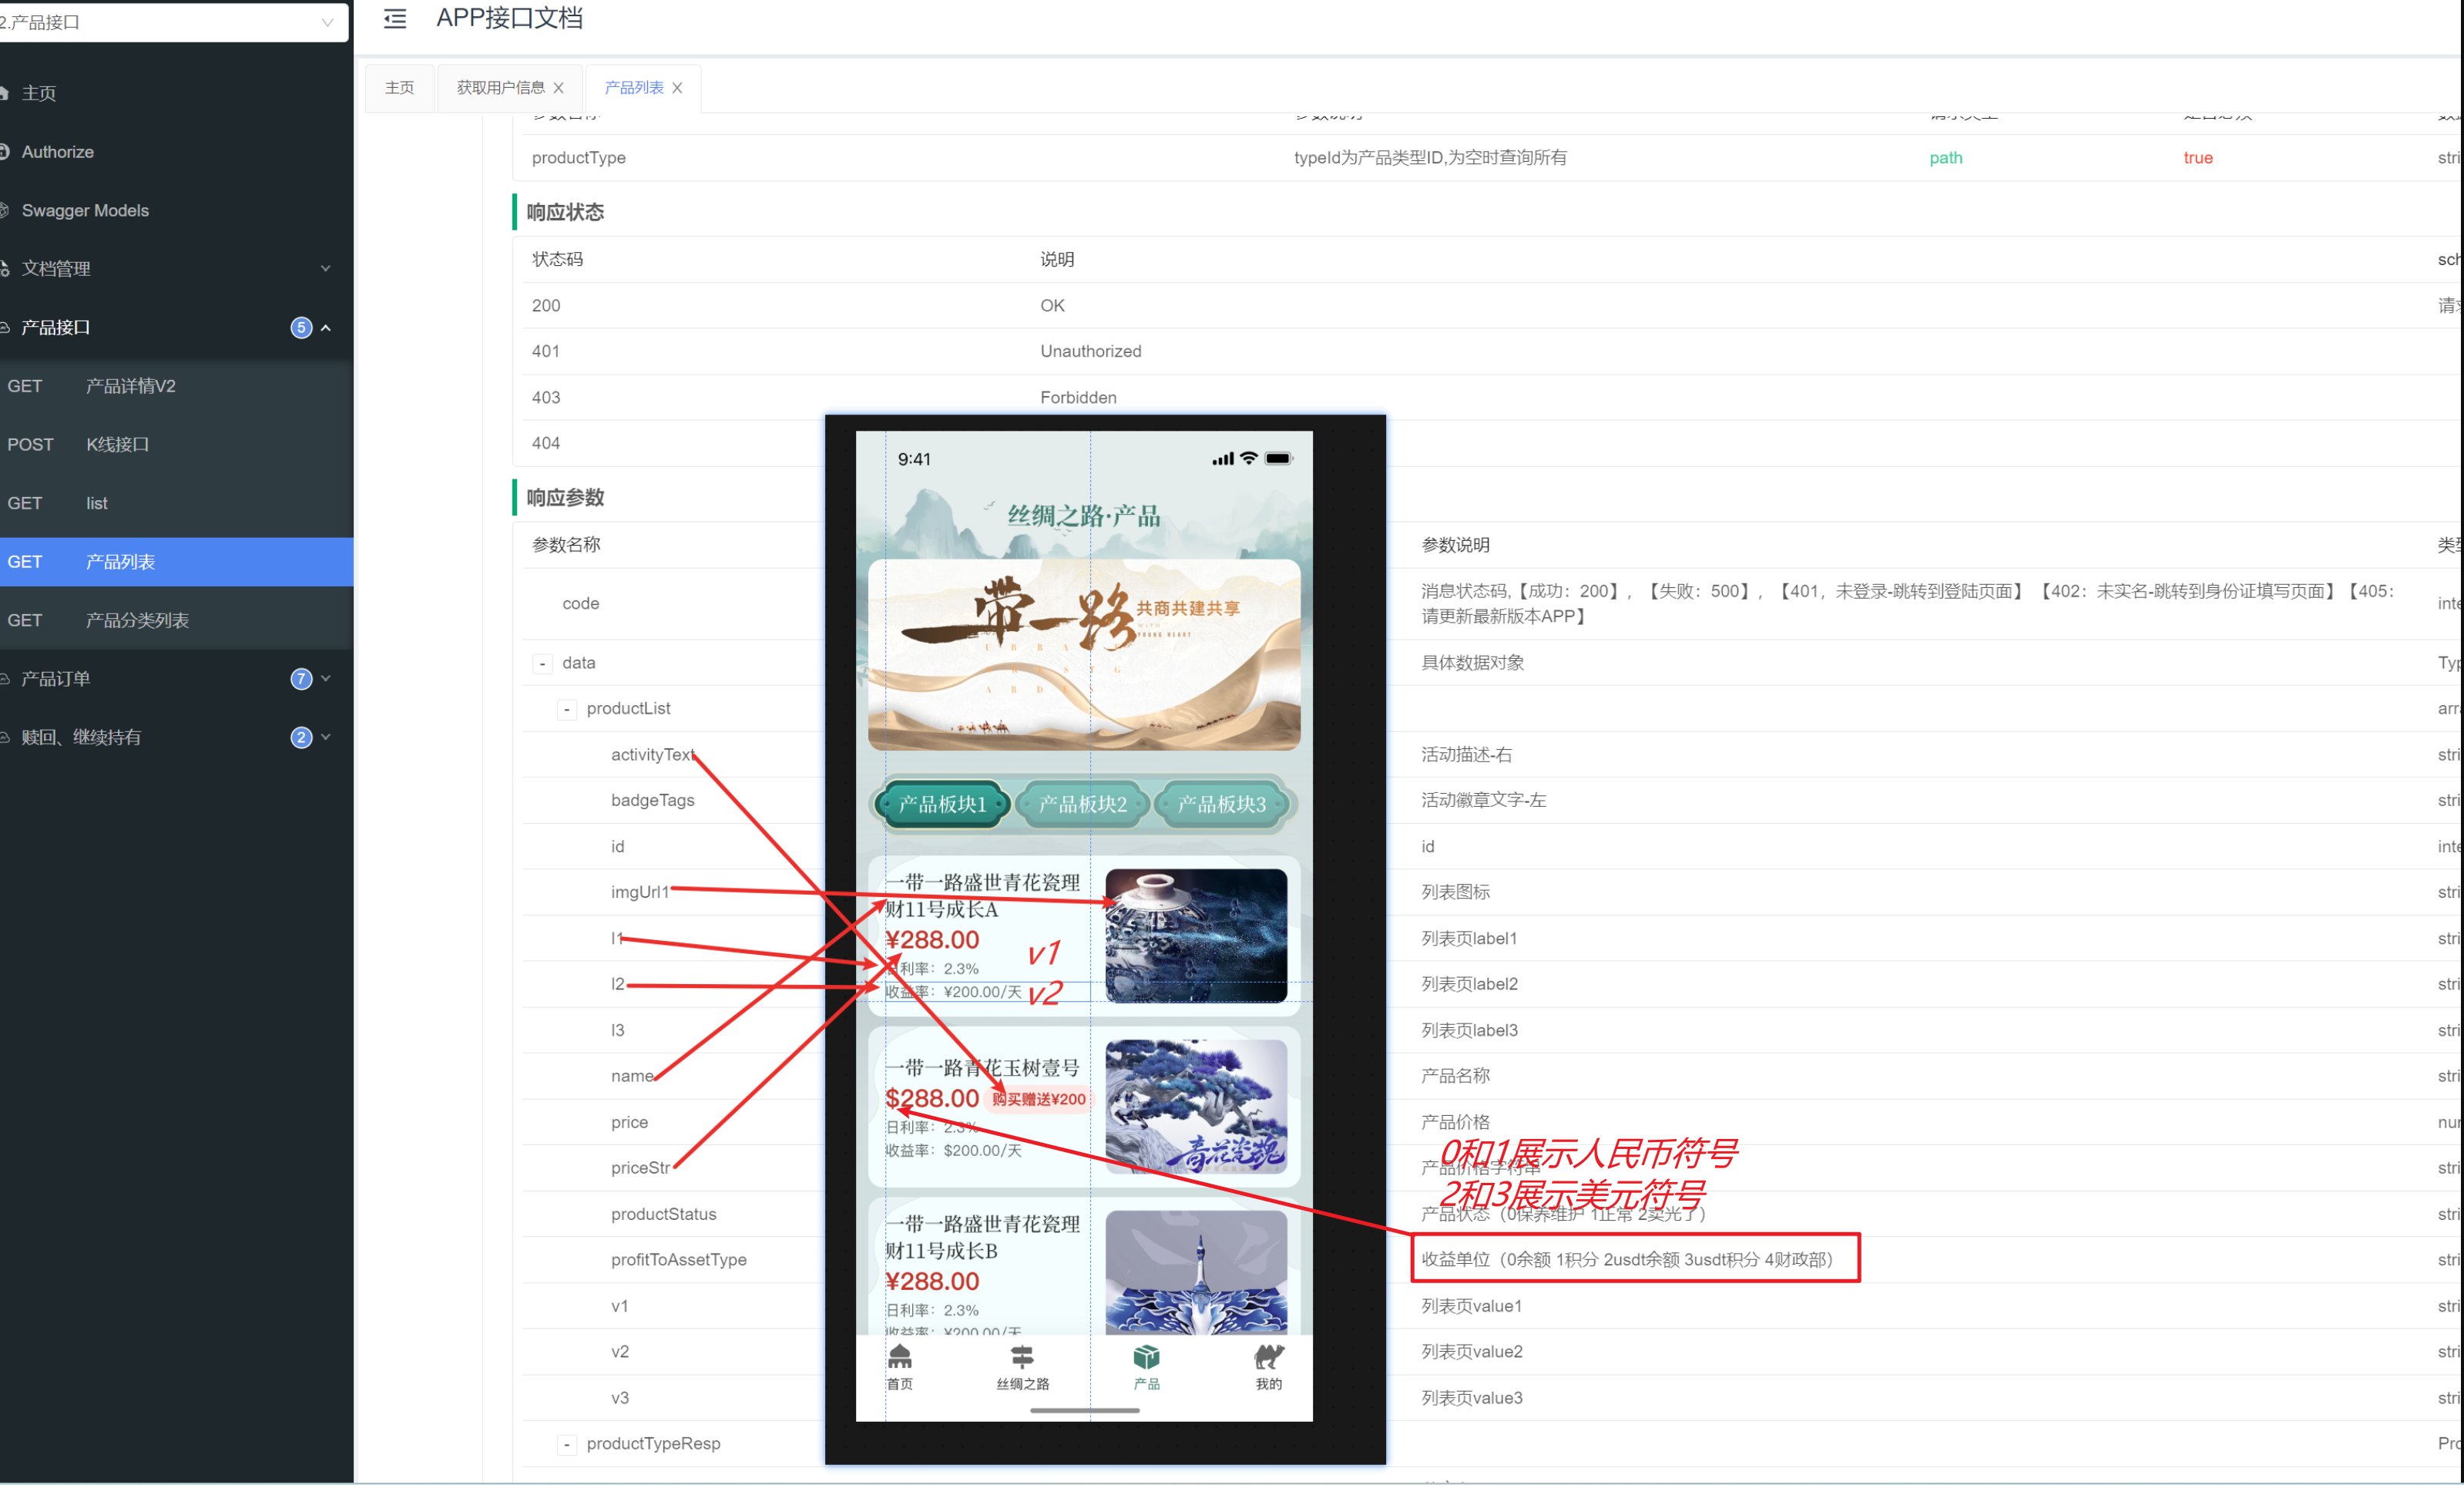 2.产品接口
APP接口文档
主页
获取用户信息
产品列表
主页
Authorize
Swagger Models
文档管理
产品接口 5
GET 产品详情V2
POST K线接口
GET list
GET 产品列表
GET 产品分类列表
产品订单 7
赎回、继续持有 2
productType typeId为产品类型ID,为空时查询所有 path true
响应状态
状态码 说明
200 OK
401 Unauthorized
403 Forbidden
404
响应参数
参数名称 参数说明
code 消息状态码,【成功：200】，【失败：500】，【401，未登录-跳转到登陆页面】【402：未实名-跳转到身份证填写页面】【405：
请更新最新版本APP】
data 具体数据对象
productList
activityText 活动描述-右
badgeTags 活动徽章文字-左
id id
imgUrl1 列表图标
l1 列表页label1
l2 列表页label2
l3 列表页label3
name 产品名称
price 产品价格
priceStr 产品价格字符串
productStatus 产品状态（0保养维护 1正常 2卖光了）
profitToAssetType 收益单位（0余额 1积分 2usdt余额 3usdt积分 4财政部）
v1 列表页value1
v2 列表页value2
v3 列表页value3
productTypeResp
0和1展示人民币符号
2和3展示美元符号
9:41
丝绸之路·产品
一带一路
共商共建共享
WITH
YOUNG HEART
产品板块1
产品板块2
产品板块3
一带一路盛世青花瓷理
财11号成长A
¥288.00
v1
日利率：2.3%
收益率：¥200.00/天
v2
一带一路青花玉树壹号
$288.00
购买赠送¥200
日利率：2.3%
收益率：$200.00/天
青花瓷魂
一带一路盛世青花瓷理
财11号成长B
¥288.00
日利率：2.3%
收益率：¥200.00/天
首页
丝绸之路
产品
我的